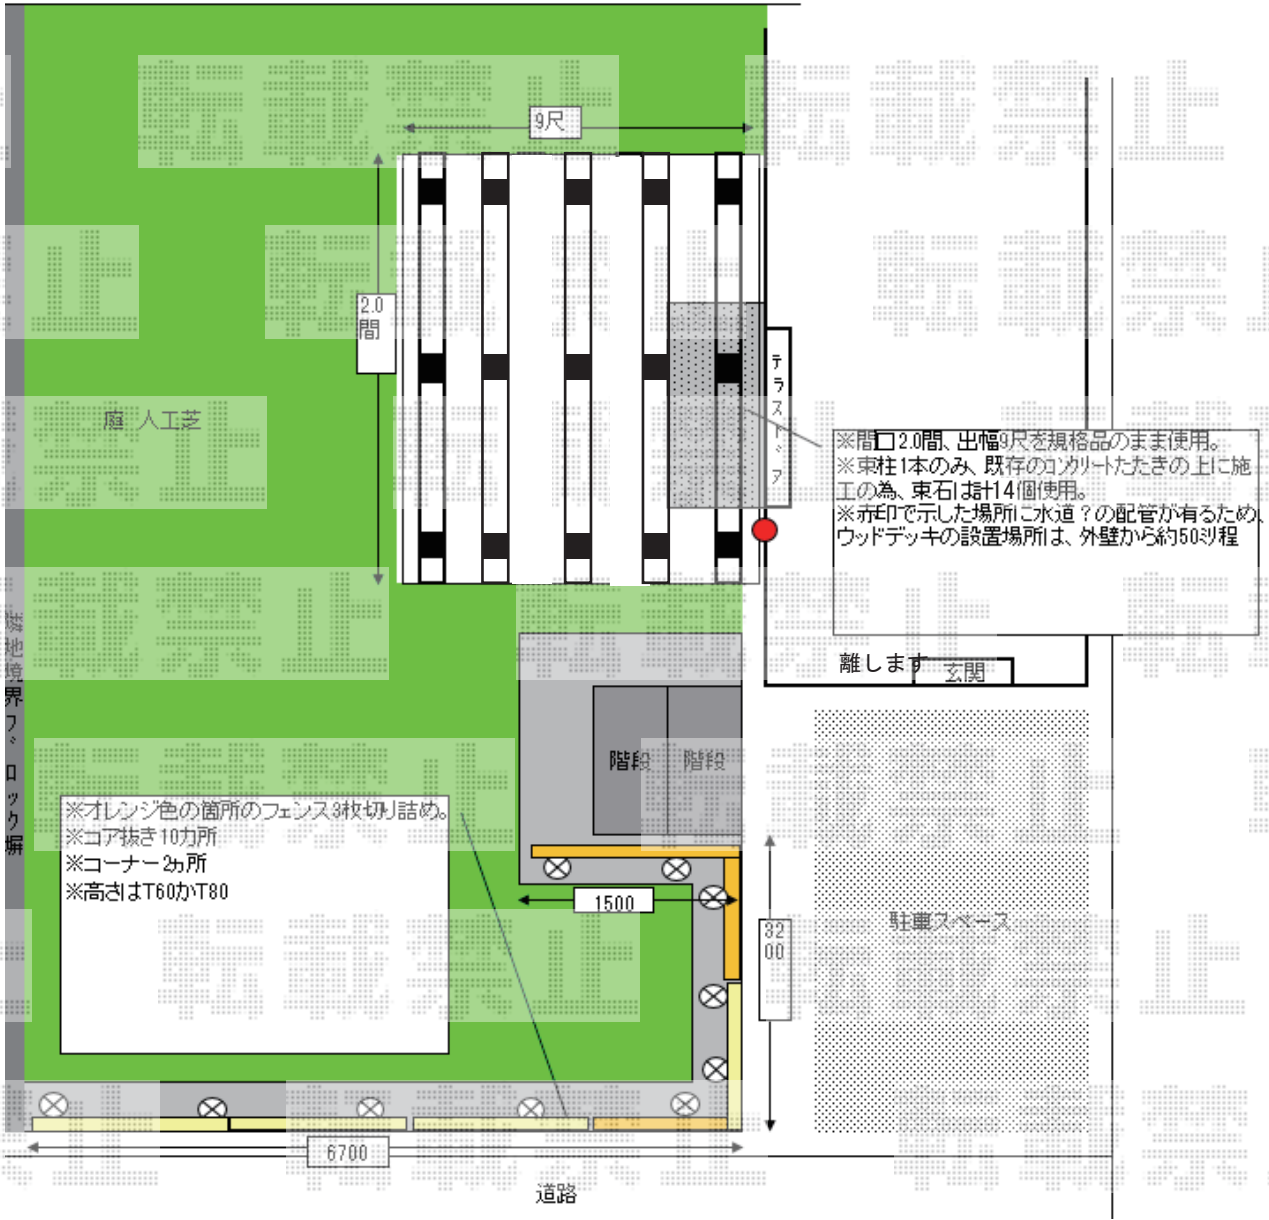 転載禁止
9尺
2.0
間
テラスドア
庭 人工芝
※間口2.0間、出幅9尺を規格品のまま使用。
※束柱1本のみ、既存のコンクリートたたきの上に施
工の為、束石は計14個使用。
※赤印で示した場所に水道？の配管が有るため、
ウッドデッキの設置場所は、外壁から約50ミリ程
離します
玄関
隣地境界ブロック塀
階段 階段
※オレンジ色の箇所のフェンス3枚切り詰め。
※コア抜き10カ所
※コーナー2ヵ所
※高さはT60かT80
1500
32
00
駐車スペース
6700
道路